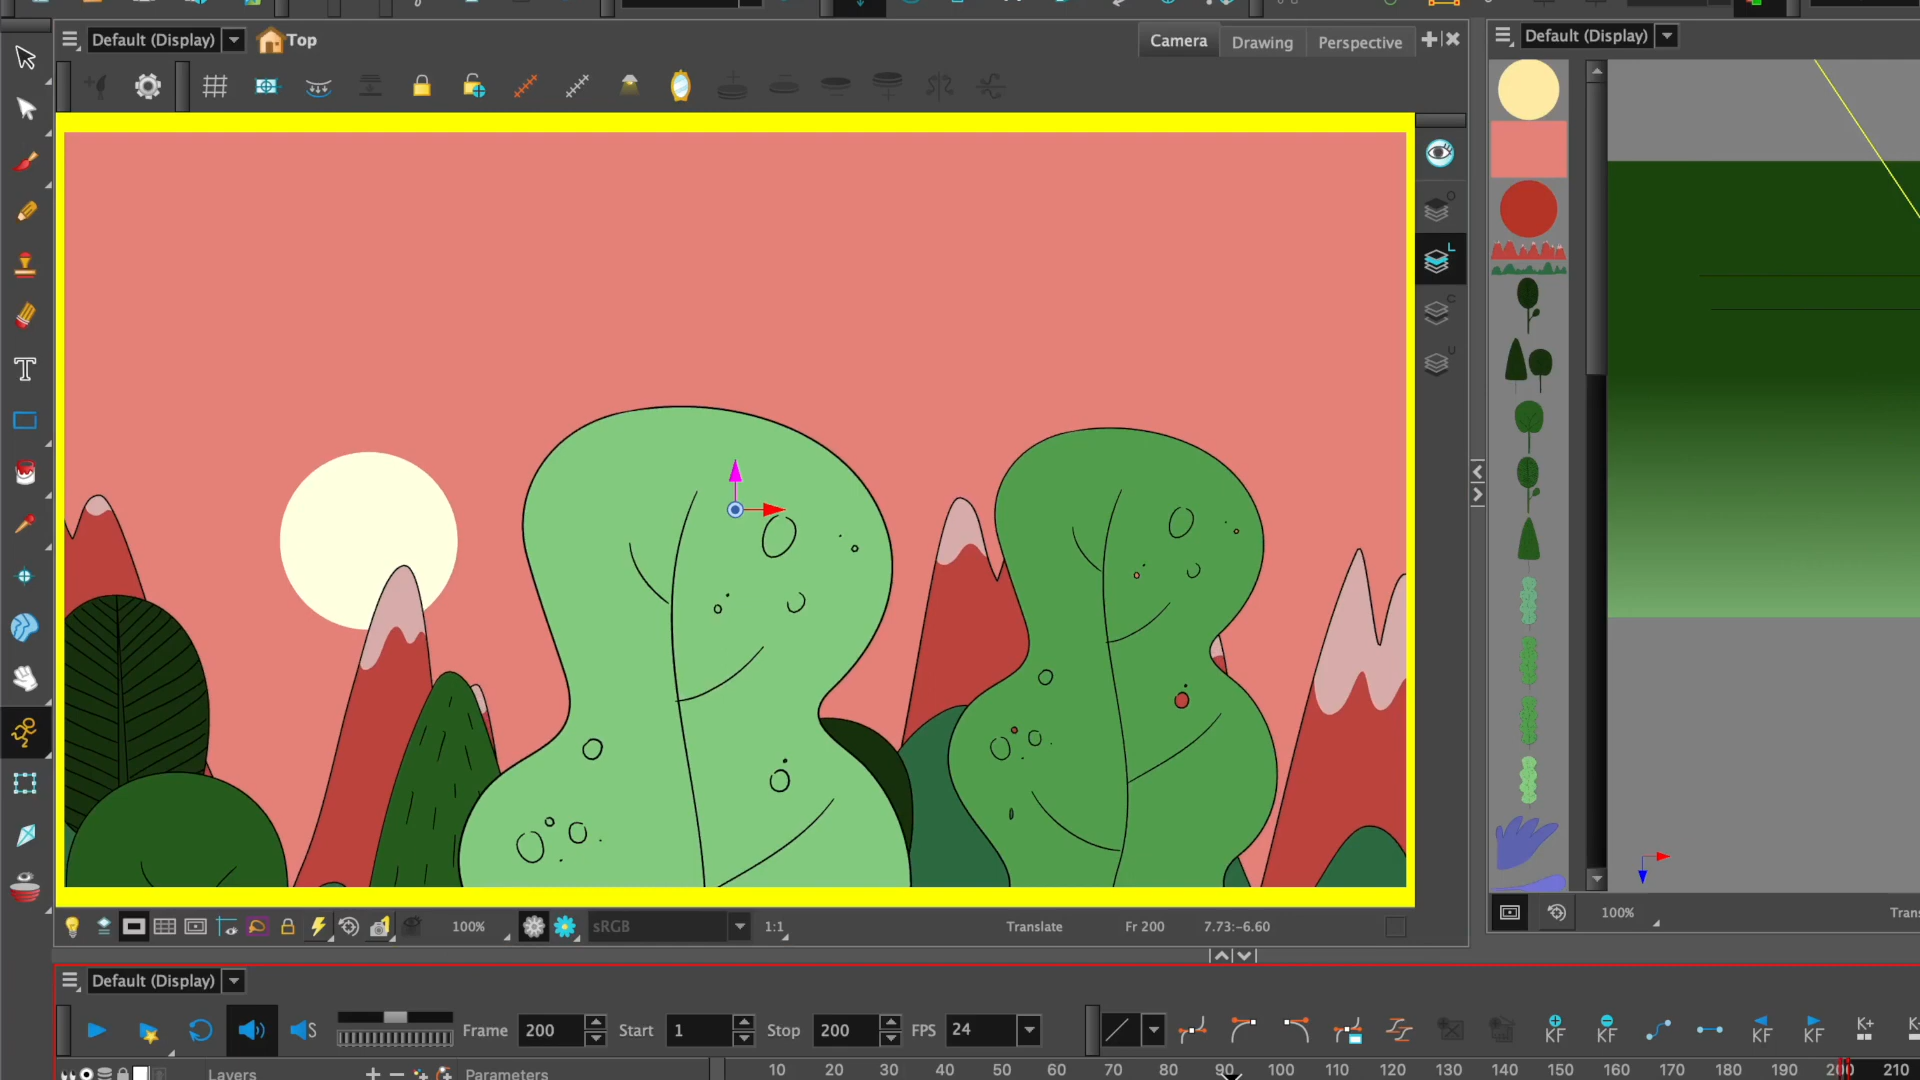 Default (Display)
Top
Camera
Drawing
Perspective
Default (Display)
O
L
C
U
T
100%
sRGB
1:1
Translate
Fr 200
7.73:-6.60
100%
Default (Display)
S
Frame 200
Start 1
Stop 200
FPS 24
KF
KF
KF
KF
K
Layers
Parameters
10 20 30 40 50 60 70 80 90 100 110 120 130 140 150 160 170 180 190 200 210